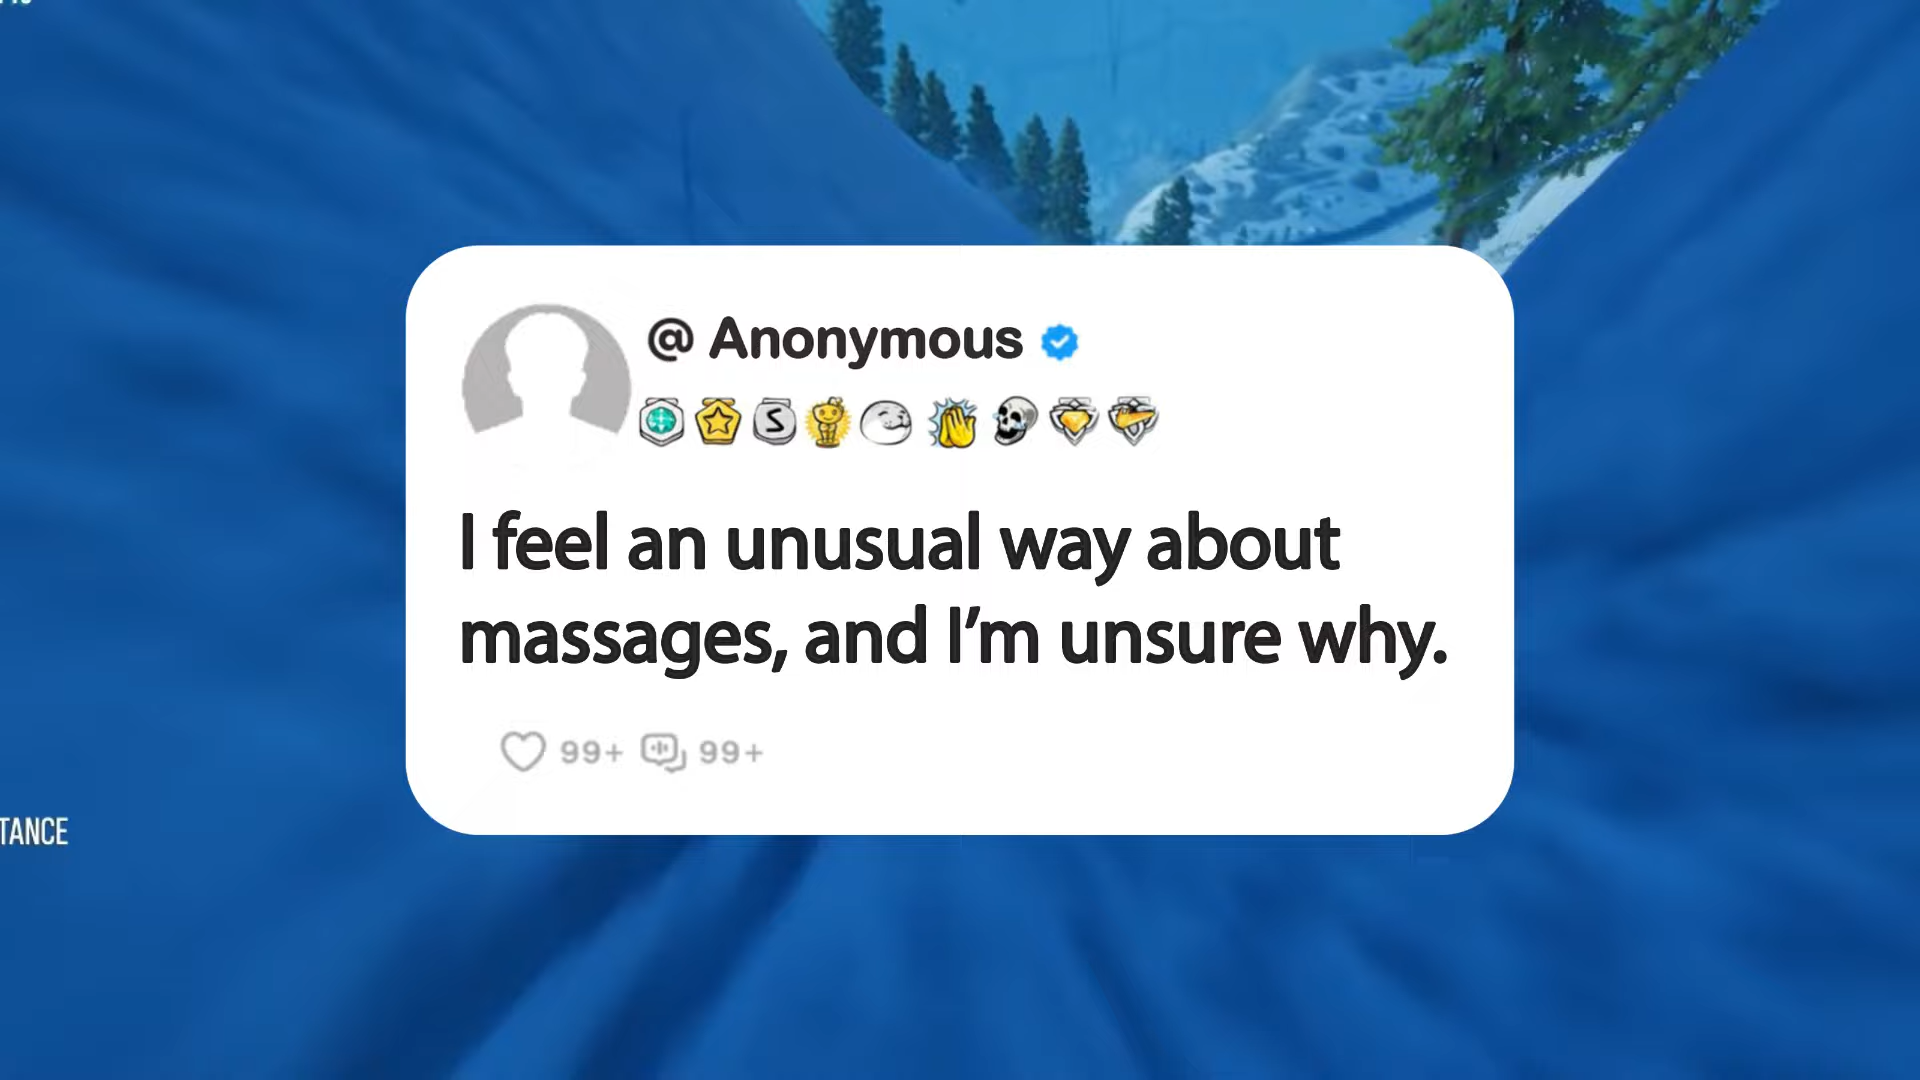 @ Anonymous
I feel an unusual way about
massages, and I’m unsure why.
99+ 99+
TANCE